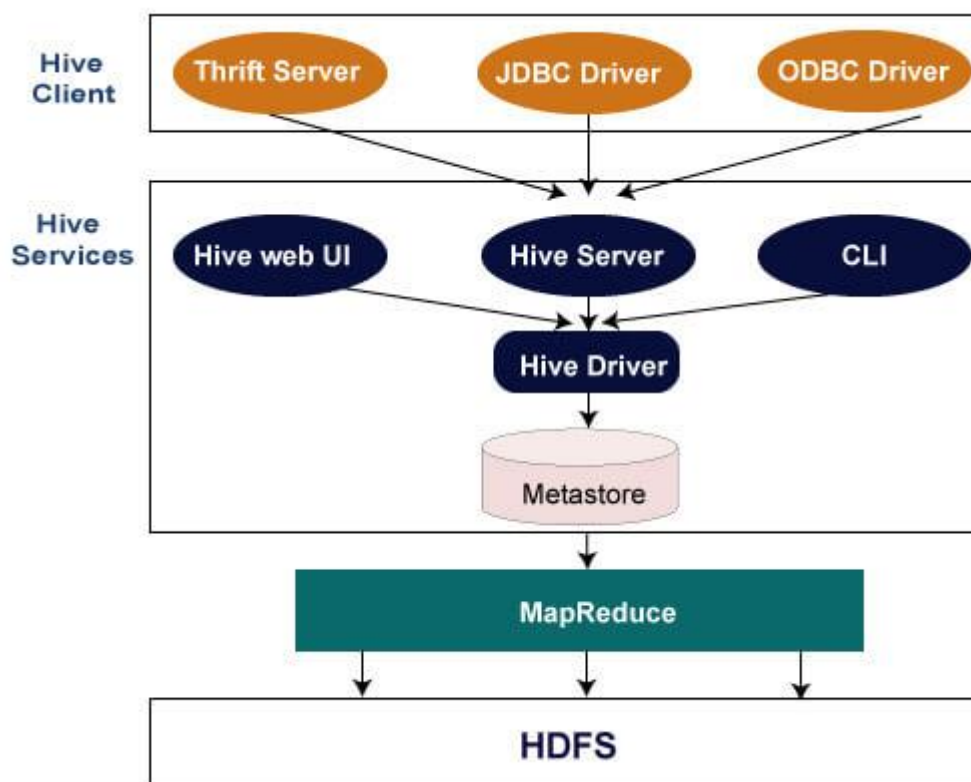 Hive
Client
Thrift Server
JDBC Driver
ODBC Driver
Hive
Services
Hive web UI
Hive Server
CLI
Hive Driver
Metastore
MapReduce
HDFS